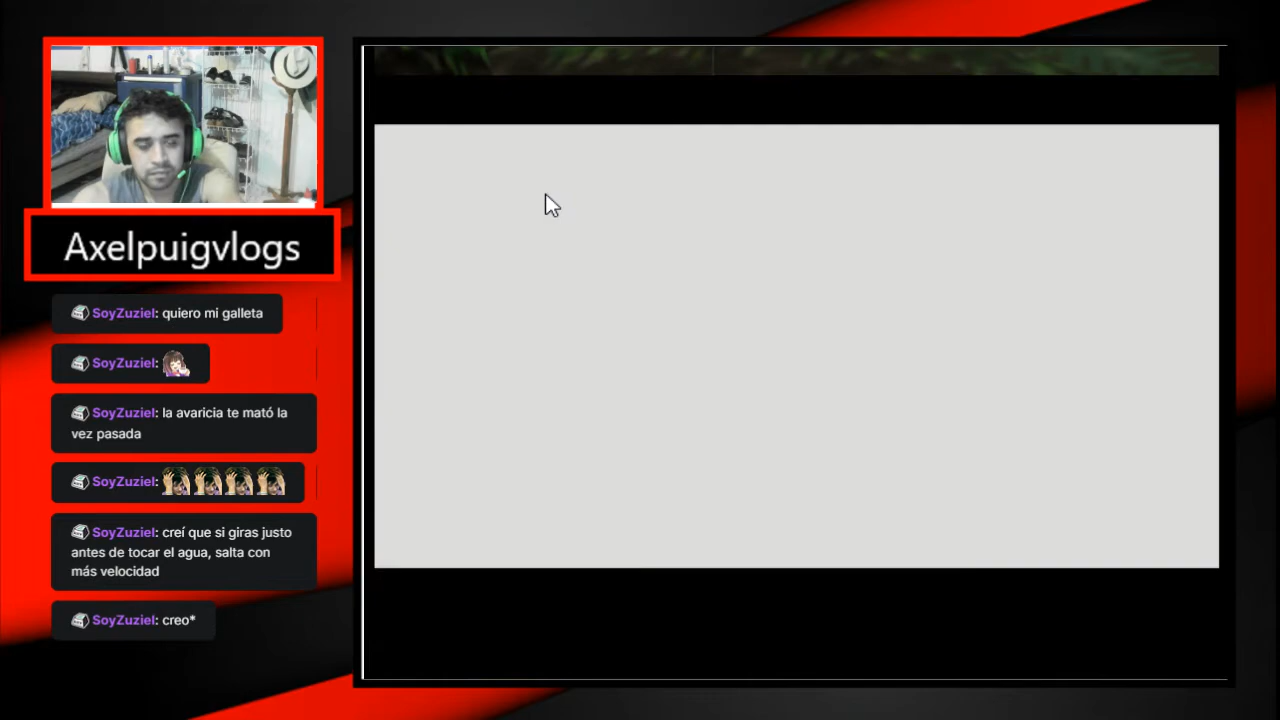 Axelpuigvlogs
SoyZuziel: quiero mi galleta
SoyZuziel:
SoyZuziel: la avaricia te mató la
vez pasada
SoyZuziel:
SoyZuziel: creí que si giras justo
antes de tocar el agua, salta con
más velocidad
SoyZuziel: creo*